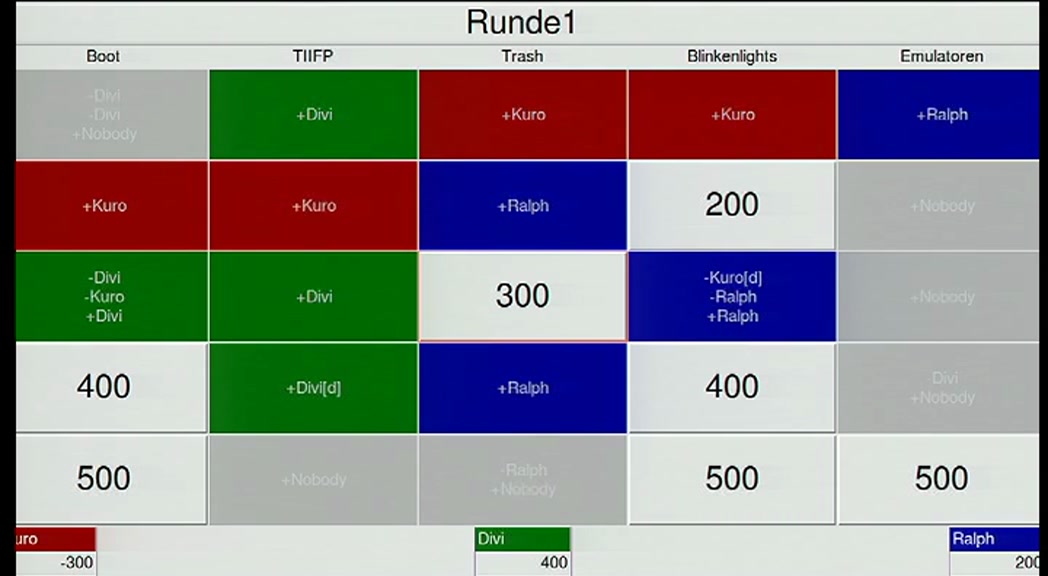 Runde1
Boot TIIFP Trash Blinkenlights Emulatoren
-Divi
-Divi
+Nobody
+Divi
+Kuro
+Kuro
+Ralph
+Kuro
+Kuro
+Ralph
200
+Nobody
-Divi
-Kuro
+Divi
+Divi
300
-Kuro[d]
-Ralph
+Ralph
+Nobody
400
+Divi[d]
+Ralph
400
Divi
+Nobody
500
+Nobody
-Ralph
+Nobody
500
500
uro Divi Ralph
-300 400 200